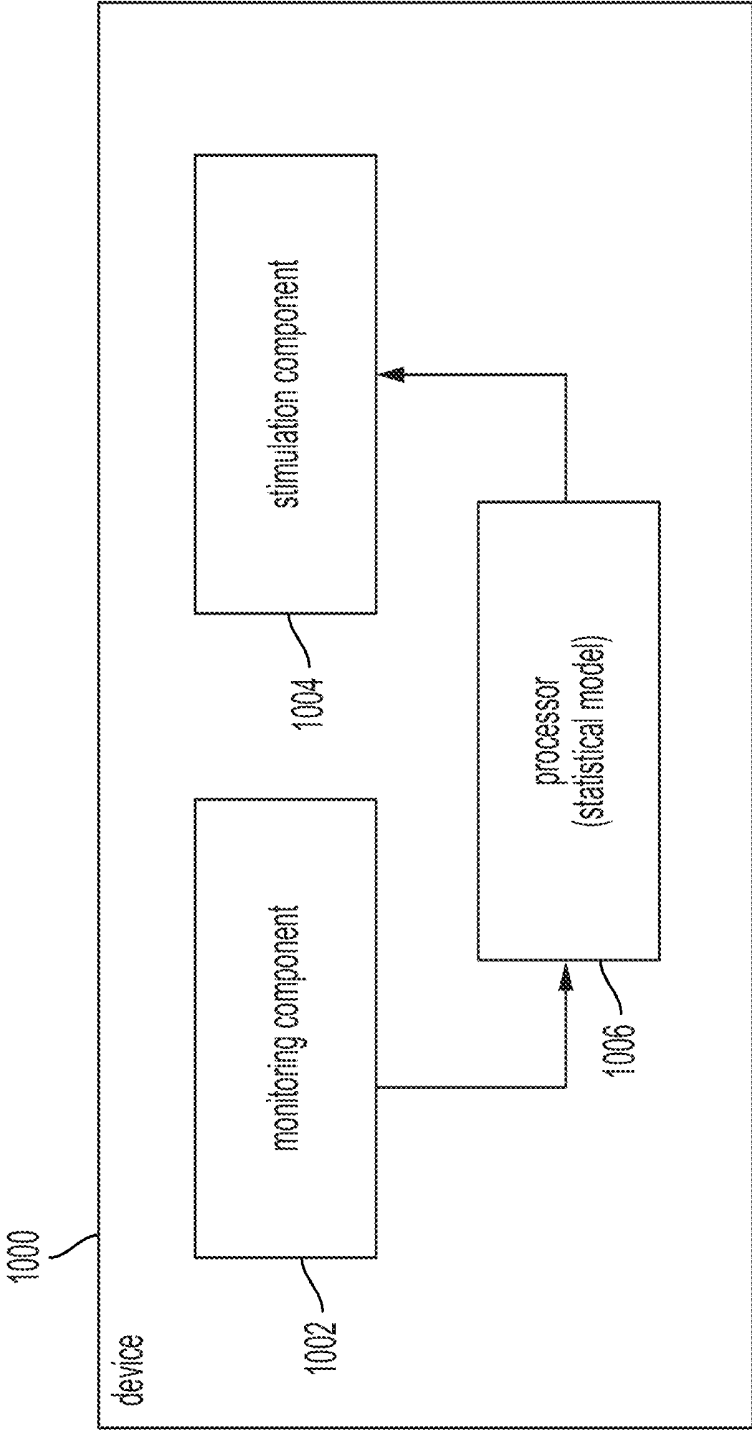 1000
device
monitoring component
1002
stimulation component
1004
processor
(statistical model)
1006